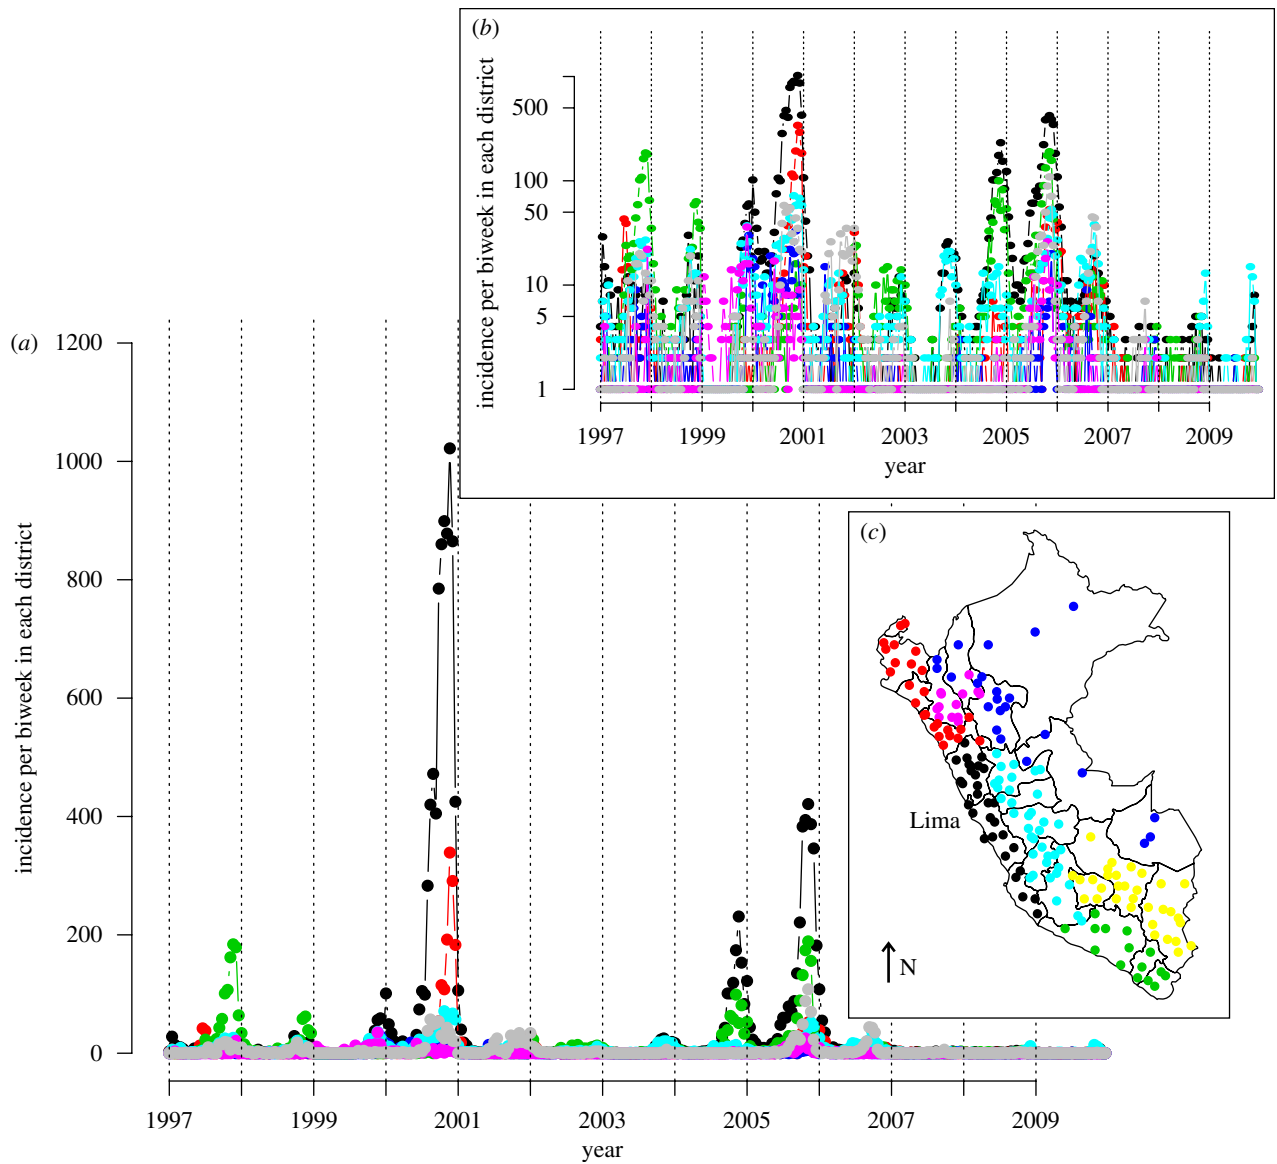 (b)
incidence per biweek in each district
500
100
50
10
5
1
1997 1999 2001 2003 2005 2007 2009
year
(a)
incidence per biweek in each district
1200
1000
800
600
400
200
0
1997 1999 2001 2003 2005 2007 2009
year
(c)
Lima
N